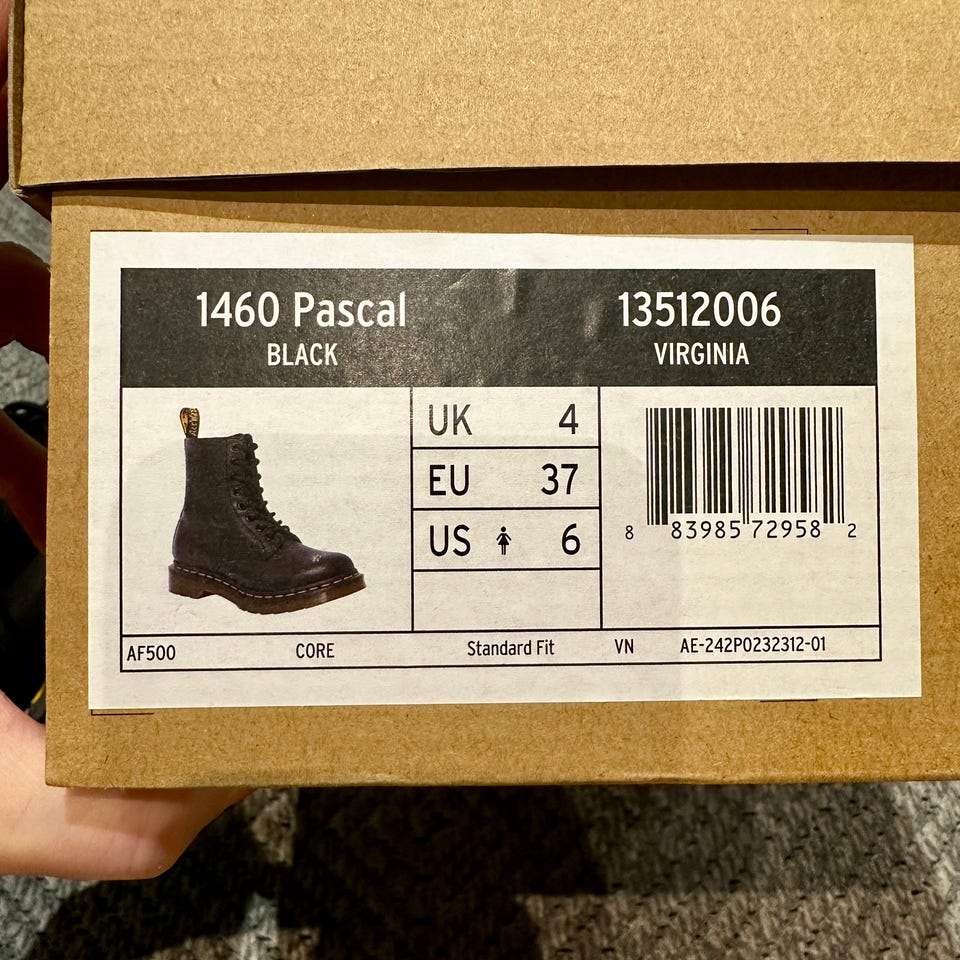 1460 Pascal
BLACK
13512006
VIRGINIA
UK 4
EU 37
US 6
8 83985 72958 2
AF500 CORE Standard Fit VN AE-242P0232312-01